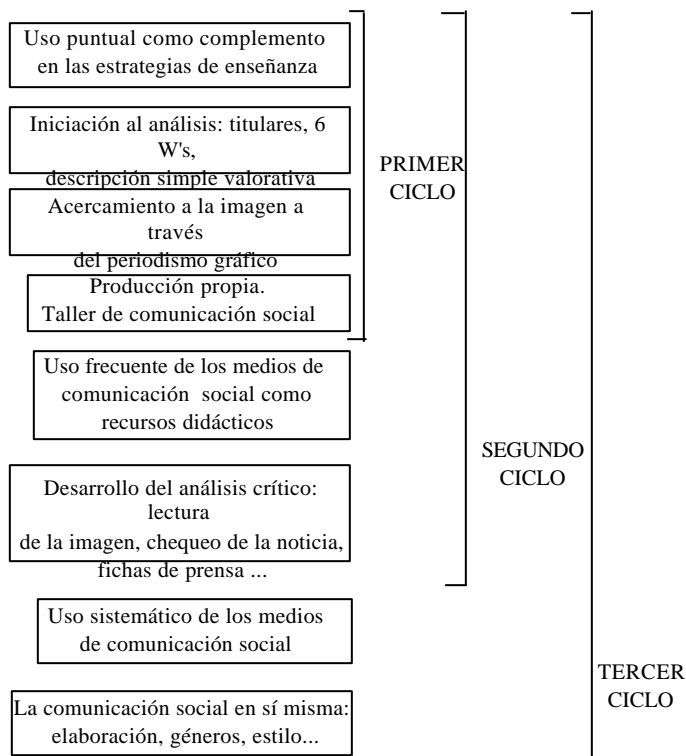 Uso puntual como complemento
en las estrategias de enseñanza
Iniciación al análisis: titulares, 6
W's,
descripción simple valorativa
Acercamiento a la imagen a
través
del periodismo gráfico
Producción propia.
Taller de comunicación social
PRIMER
CICLO
Uso frecuente de los medios de
comunicación social como
recursos didácticos
Desarrollo del análisis crítico:
lectura
de la imagen, chequeo de la noticia,
fichas de prensa ...
SEGUNDO
CICLO
Uso sistemático de los medios
de comunicación social
La comunicación social en sí misma:
elaboración, géneros, estilo...
TERCER
CICLO